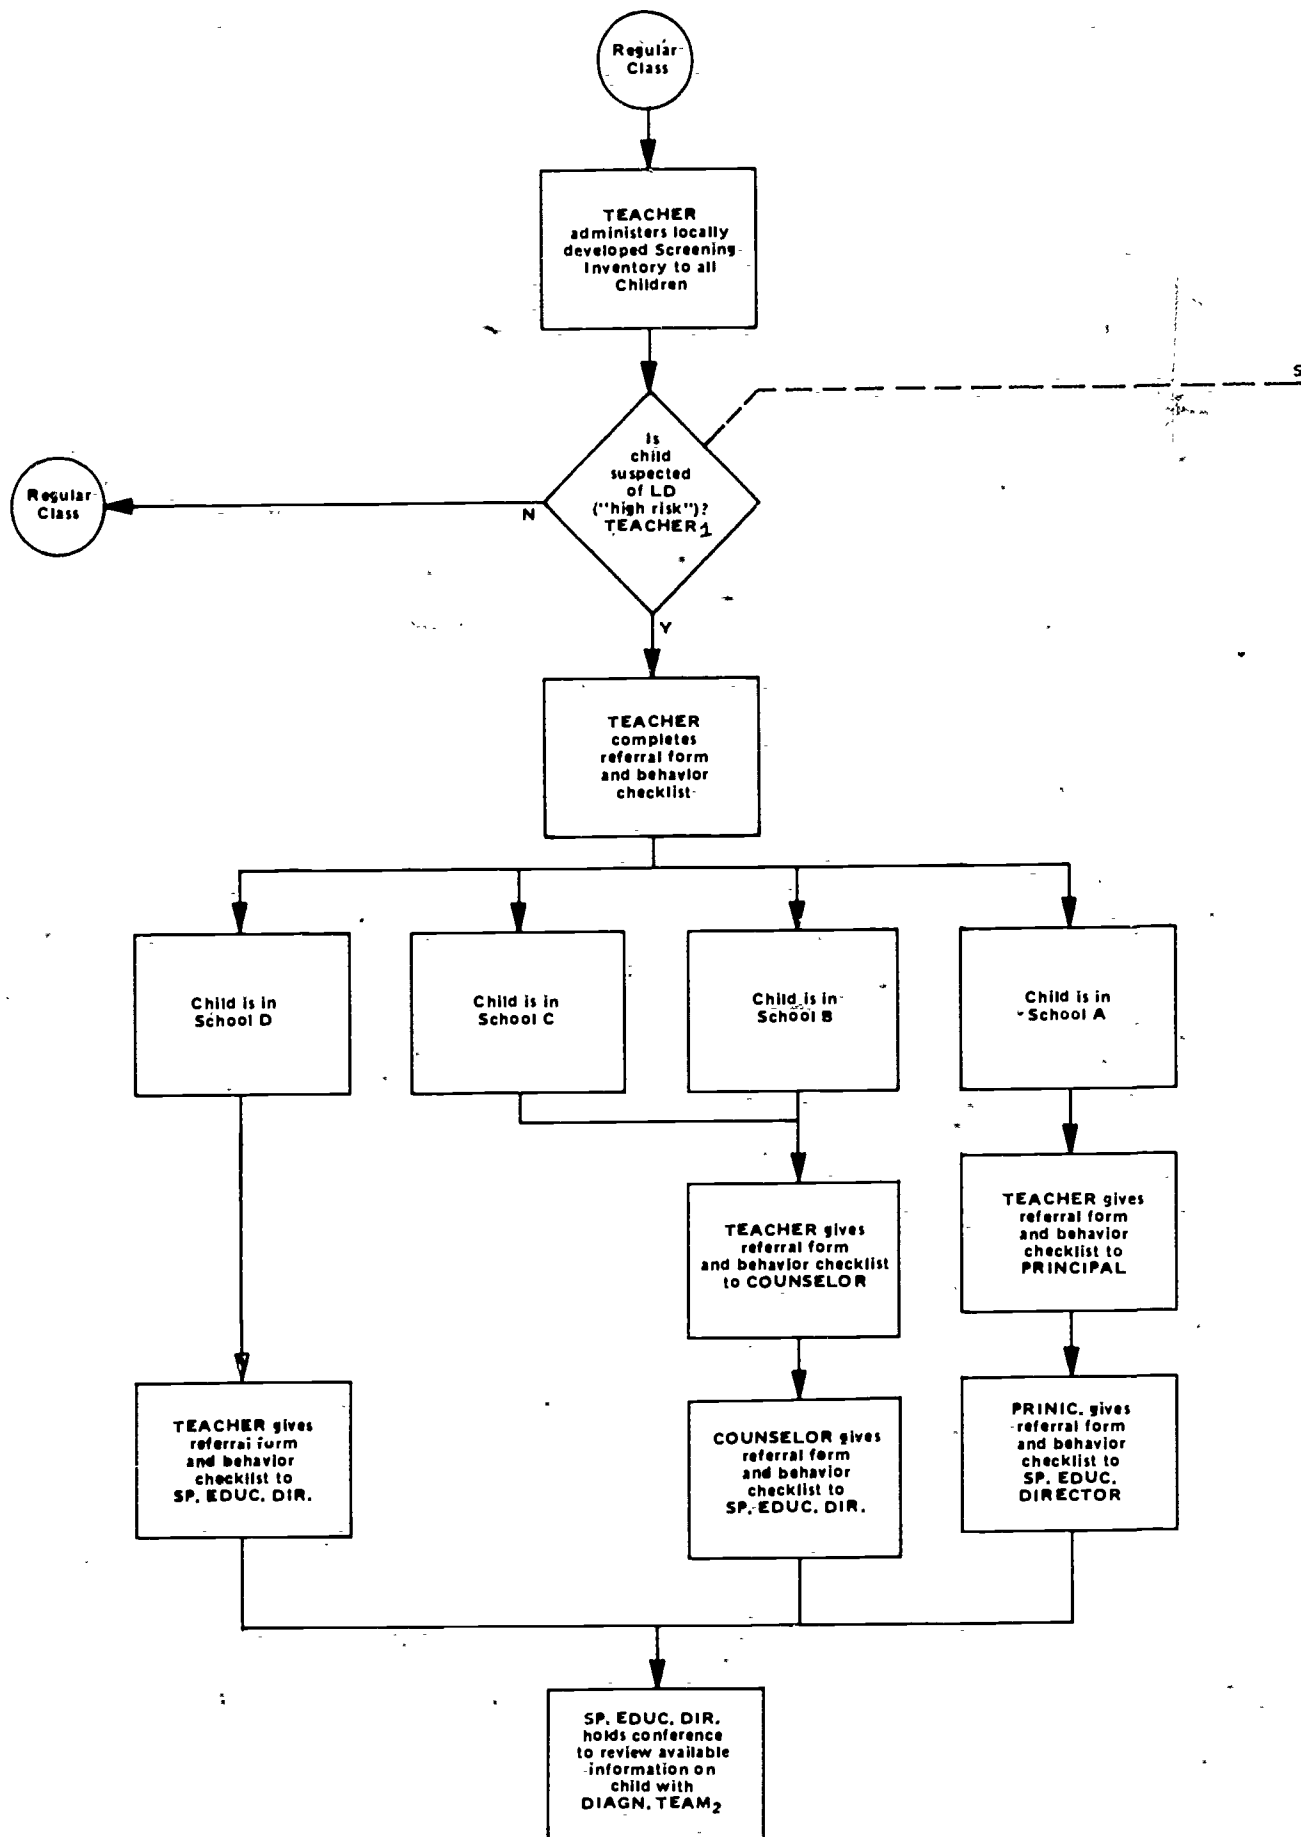 Regular
Class
TEACHER
administers locally
developed Screening
Inventory to all
Children
S
Is
child
suspected
of LD
("high risk")?
TEACHER1
Regular
Class
N
Y
TEACHER
completes
referral form
and behavior
checklist
Child is in
School D
Child is in
School C
Child is in
School B
Child is in
School A
TEACHER gives
referral form
and behavior checklist
to COUNSELOR
TEACHER gives
referral form
and behavior
checklist to
PRINCIPAL
TEACHER gives
referral form
and behavior
checklist to
SP. EDUC. DIR.
COUNSELOR gives
referral form
and behavior
checklist to
SP. EDUC. DIR.
PRINIC. gives
referral form
and behavior
checklist to
SP. EDUC.
DIRECTOR
SP. EDUC. DIR.
holds conference
to review available
information on
child with
DIAGN. TEAM2